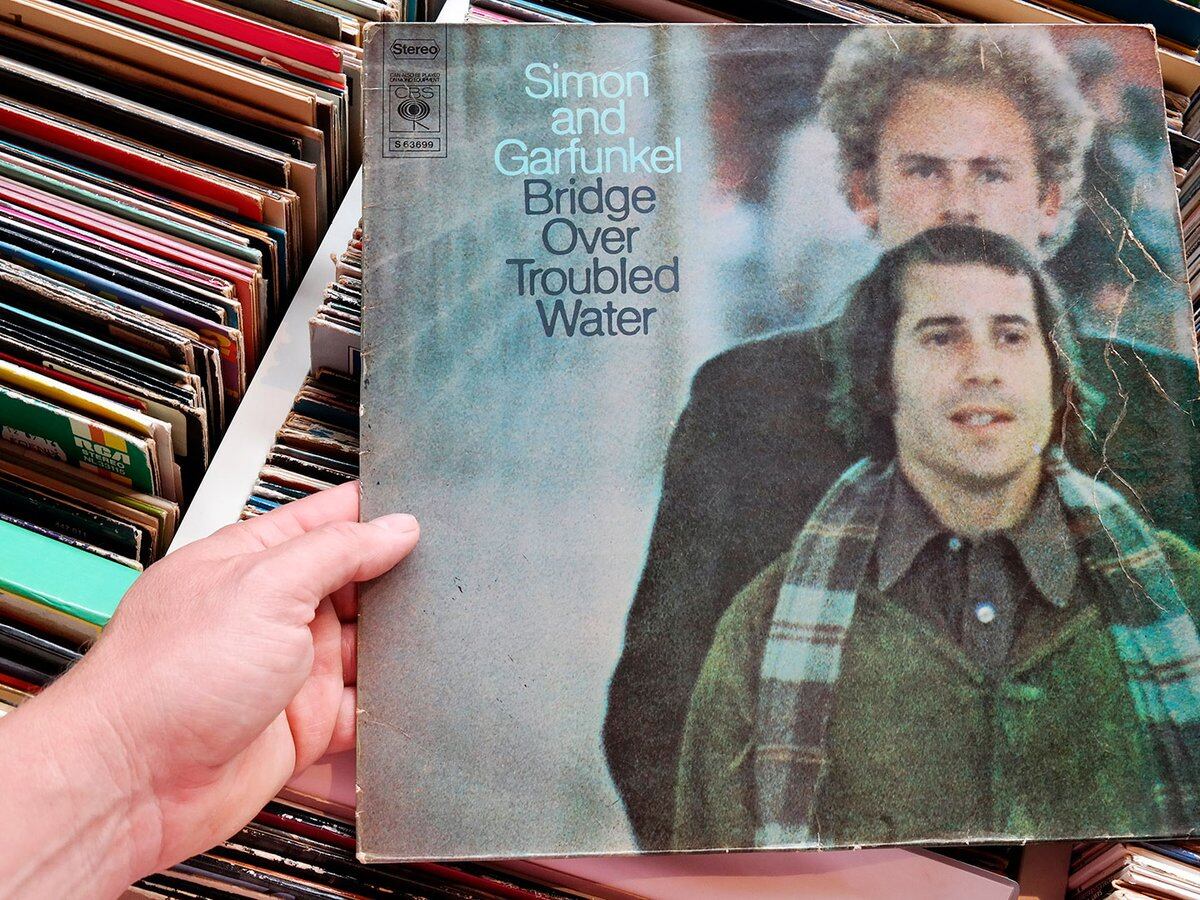 Stereo
CAN ALSO BE PLAYED
ON MONO EQUIPMENT
CBS
S 63699
Simon
and
Garfunkel
Bridge
Over
Troubled
Water
RCA
STEREO